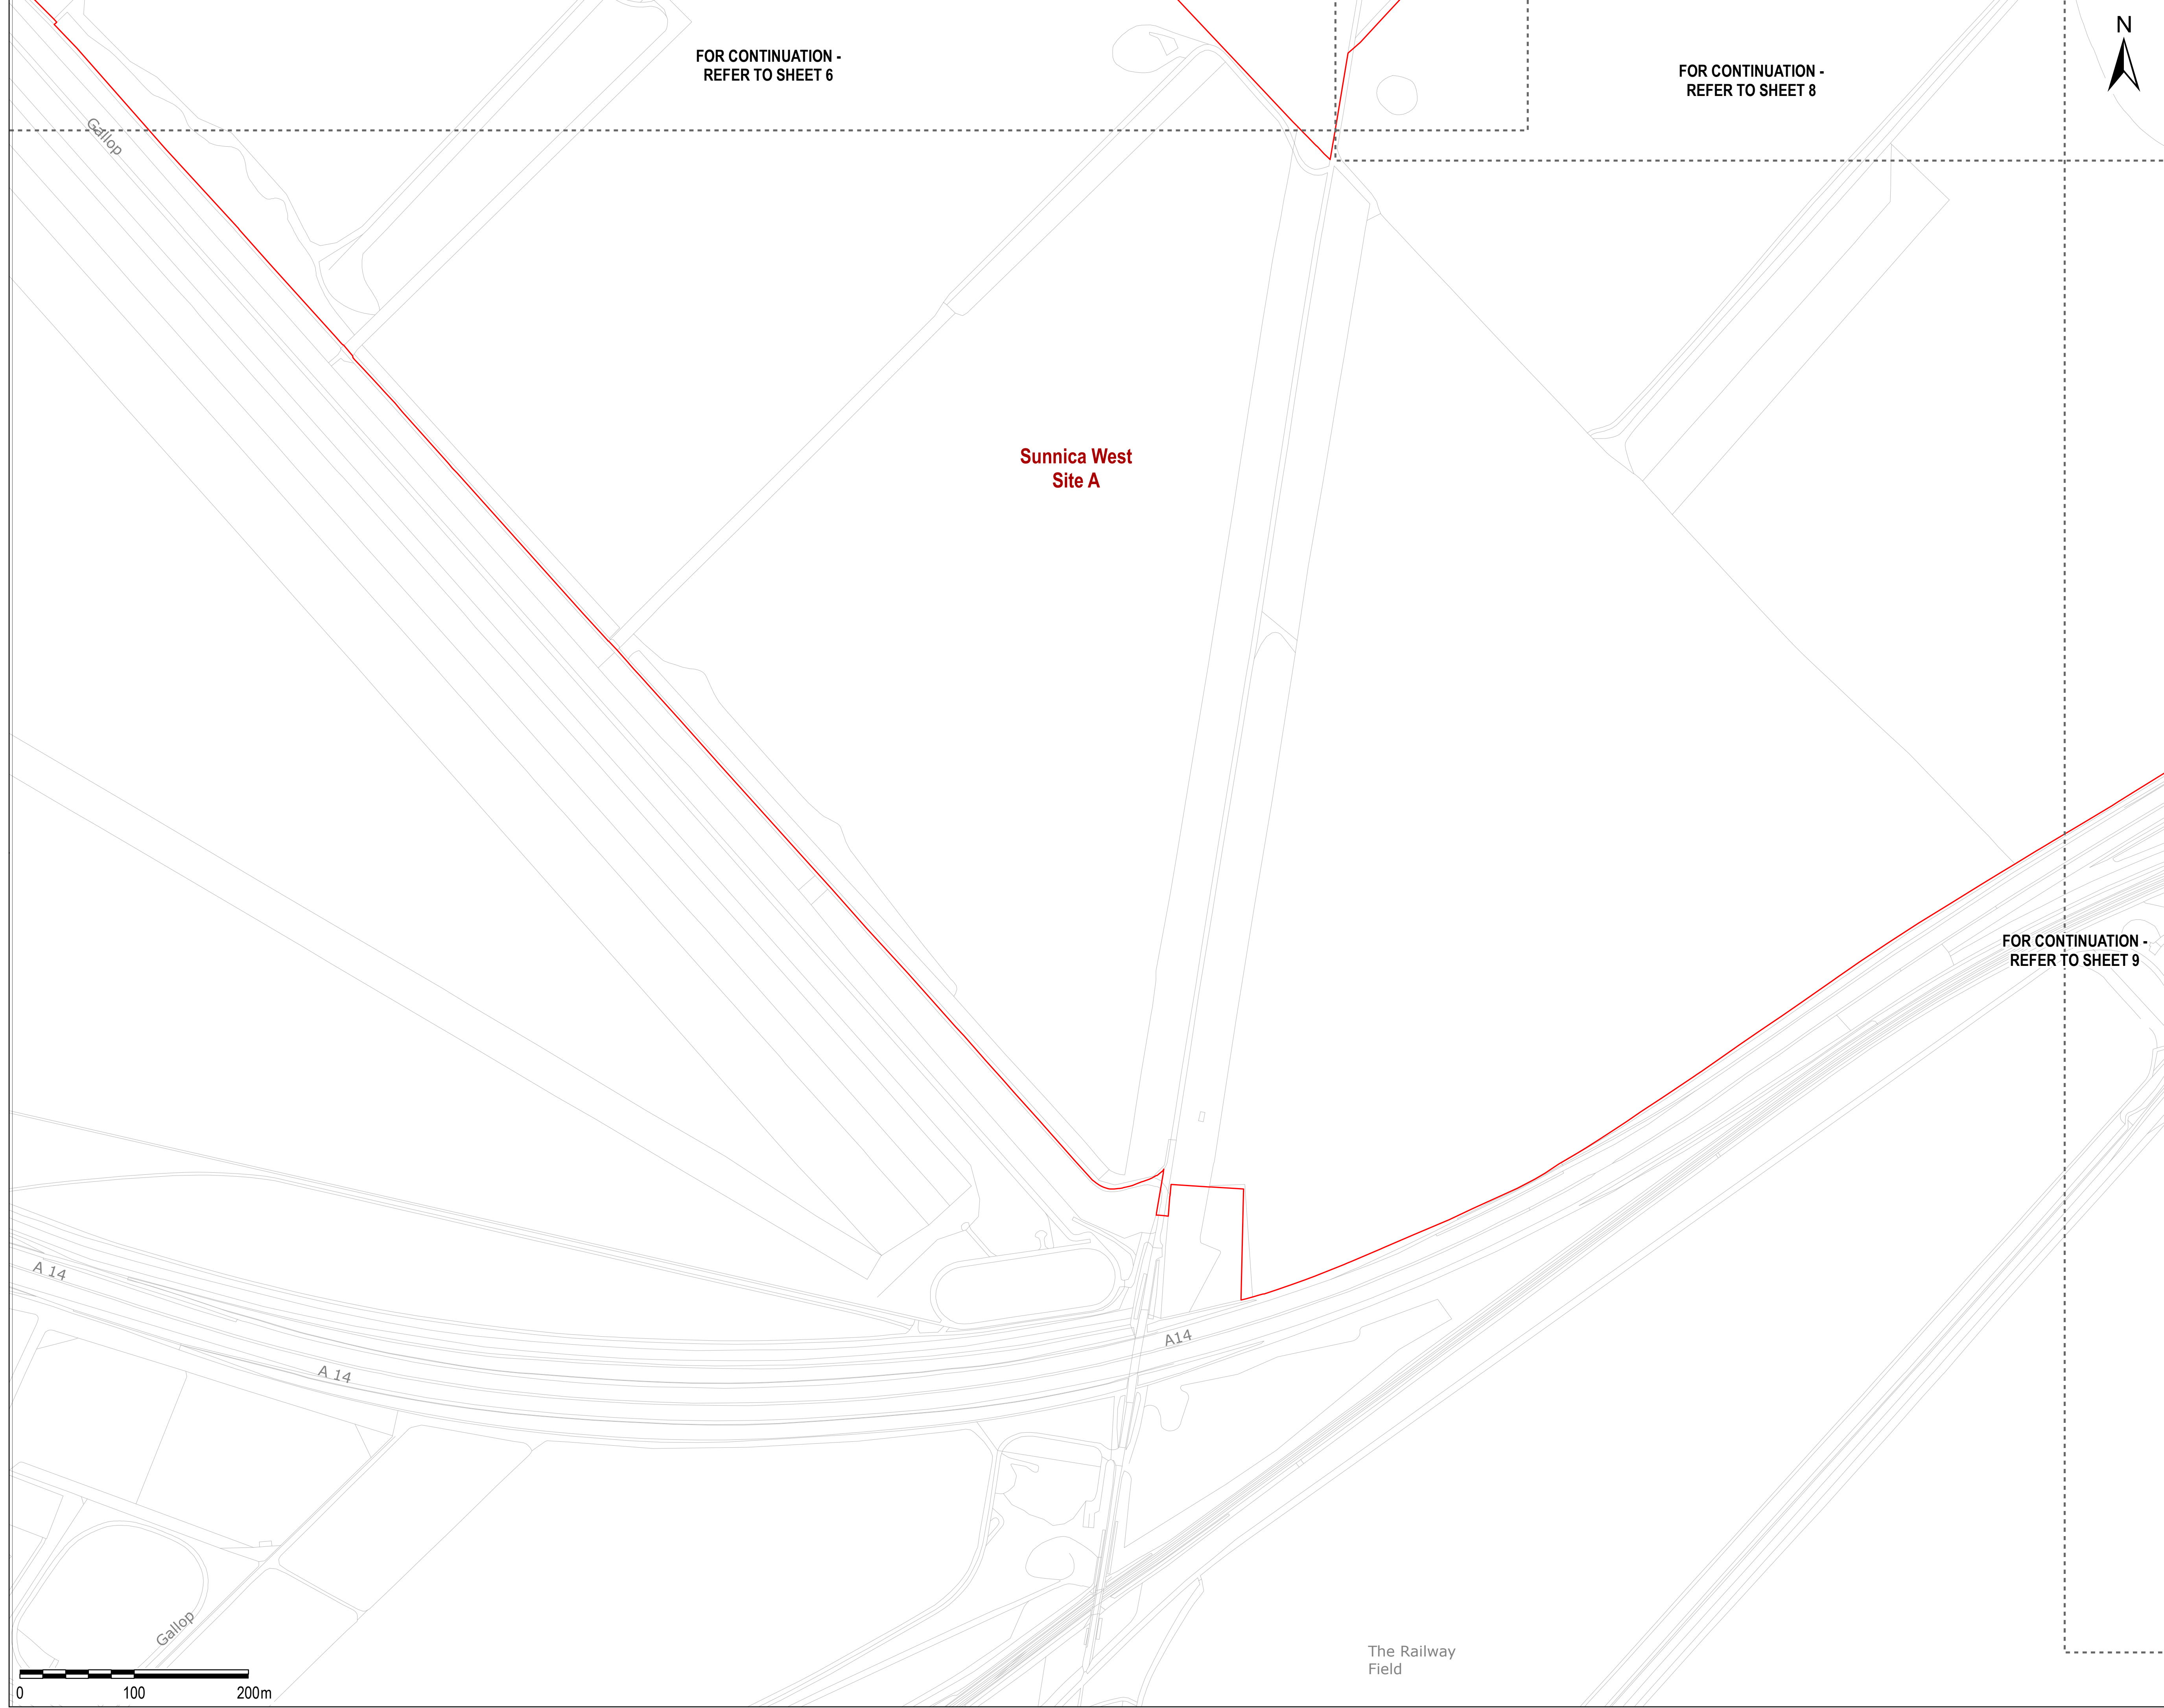 N
FOR CONTINUATION -
REFER TO SHEET 6
FOR CONTINUATION -
REFER TO SHEET 8
Gallop
Sunnica West
Site A
FOR CONTINUATION -
REFER TO SHEET 9
A 14
A14
A 14
Gallop
The Railway
Field
0 100 200m